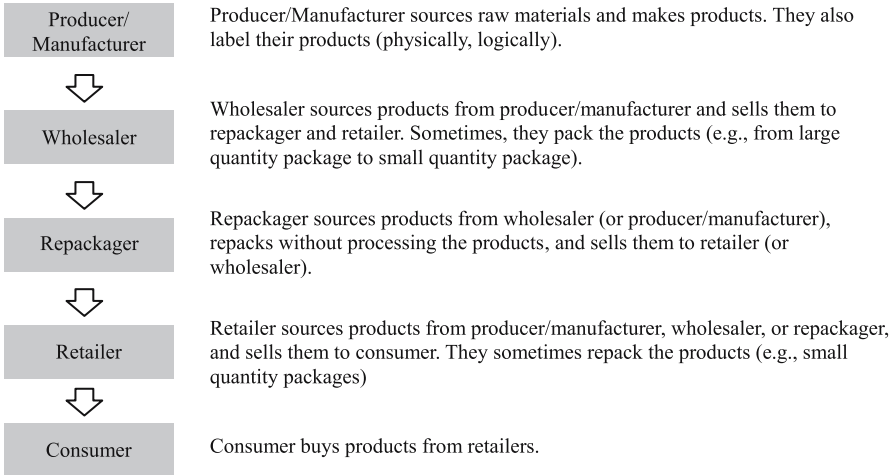 Producer/
Manufacturer
Producer/Manufacturer sources raw materials and makes products. They also
label their products (physically, logically).
Wholesaler
Wholesaler sources products from producer/manufacturer and sells them to
repackager and retailer. Sometimes, they pack the products (e.g., from large
quantity package to small quantity package).
Repackager
Repackager sources products from wholesaler (or producer/manufacturer),
repacks without processing the products, and sells them to retailer (or
wholesaler).
Retailer
Retailer sources products from producer/manufacturer, wholesaler, or repackager,
and sells them to consumer. They sometimes repack the products (e.g., small
quantity packages)
Consumer
Consumer buys products from retailers.